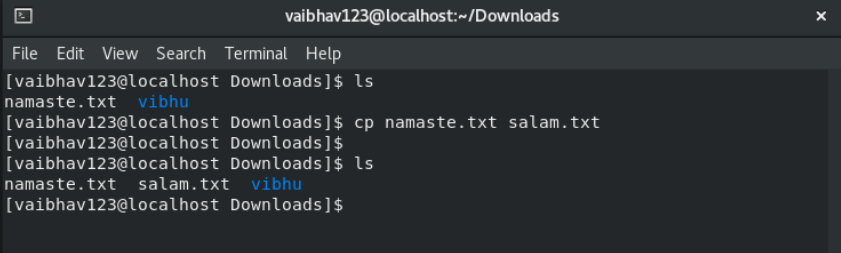 vaibhav123@localhost:~/Downloads ×
File Edit View Search Terminal Help
[vaibhav123@localhost Downloads]$ ls
namaste.txt  vibhu
[vaibhav123@localhost Downloads]$ cp namaste.txt salam.txt
[vaibhav123@localhost Downloads]$
[vaibhav123@localhost Downloads]$ ls
namaste.txt  salam.txt  vibhu
[vaibhav123@localhost Downloads]$